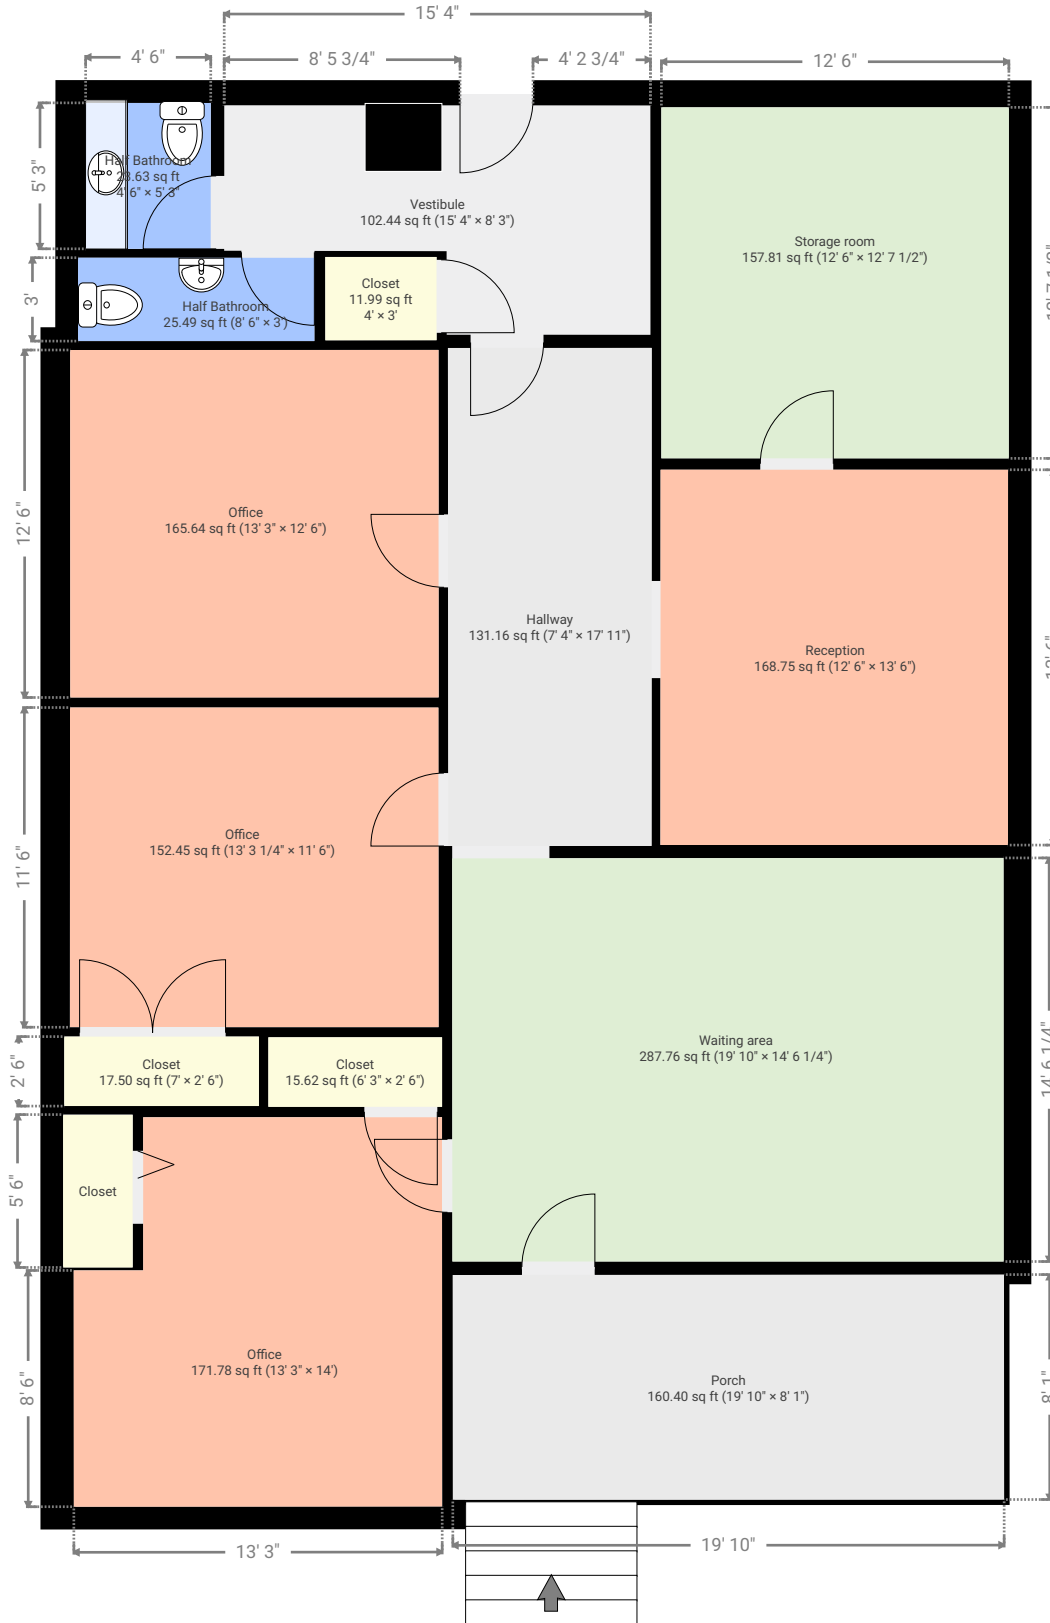 15' 4"
4' 6"
8' 5 3/4"
4' 2 3/4"
12' 6"
5' 3"
Half Bathroom
23.63 sq ft
4' 6" × 5' 3"
Vestibule
102.44 sq ft (15' 4" × 8' 3")
Storage room
157.81 sq ft (12' 6" × 12' 7 1/2")
3'
Half Bathroom
25.49 sq ft (8' 6" × 3')
Closet
11.99 sq ft
4' × 3'
12' 6"
Office
165.64 sq ft (13' 3" × 12' 6")
Hallway
131.16 sq ft (7' 4" × 17' 11")
Reception
168.75 sq ft (12' 6" × 13' 6")
11' 6"
Office
152.45 sq ft (13' 3 1/4" × 11' 6")
2' 6"
Closet
17.50 sq ft (7' × 2' 6")
Closet
15.62 sq ft (6' 3" × 2' 6")
Waiting area
287.76 sq ft (19' 10" × 14' 6 1/4")
14' 6 1/4"
5' 6"
Closet
8' 6"
Office
171.78 sq ft (13' 3" × 14')
Porch
160.40 sq ft (19' 10" × 8' 1")
8' 1"
13' 3"
19' 10"